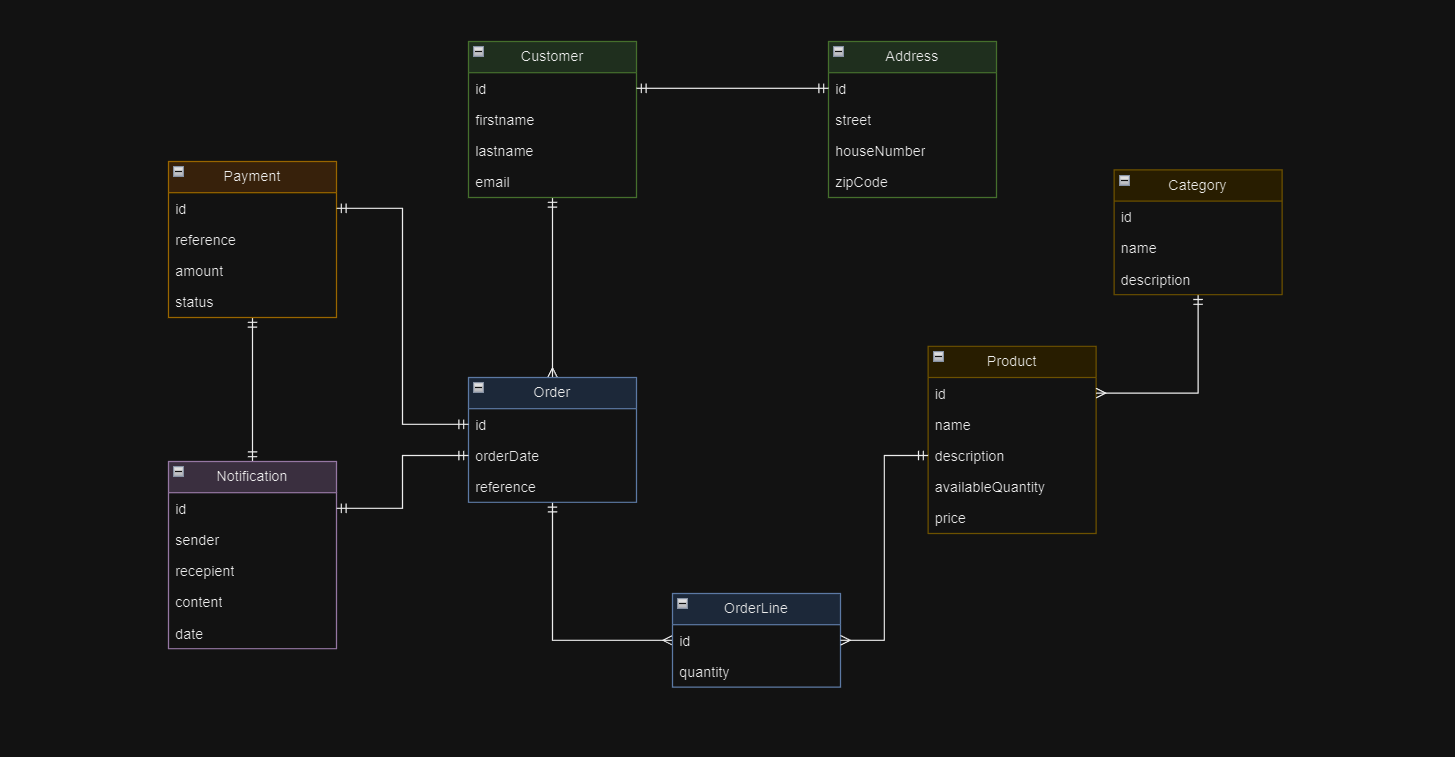 Customer
id
firstname
lastname
email
Address
id
street
houseNumber
zipCode
Payment
id
reference
amount
status
Category
id
name
description
Product
id
name
description
availableQuantity
price
Order
id
orderDate
reference
Notification
id
sender
recepient
content
date
OrderLine
id
quantity